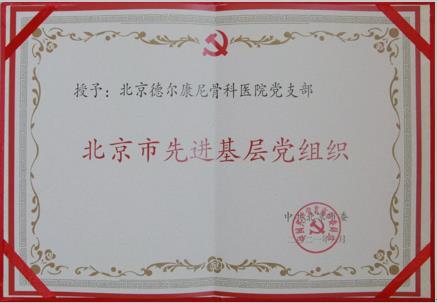 授予：北京德尔康尼骨科医院党支部
北京市先进基层党组织